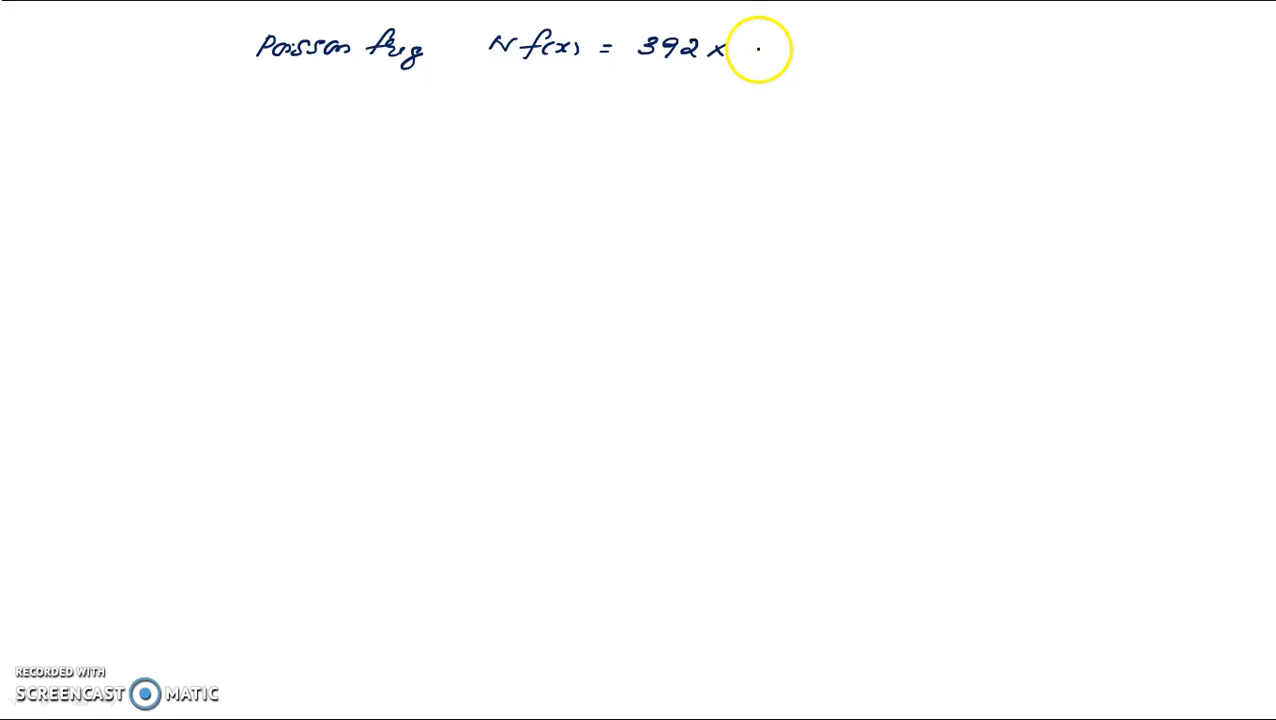 Poisson freq N f(x) = 392 x
RECORDED WITH
SCREENCAST MATIC